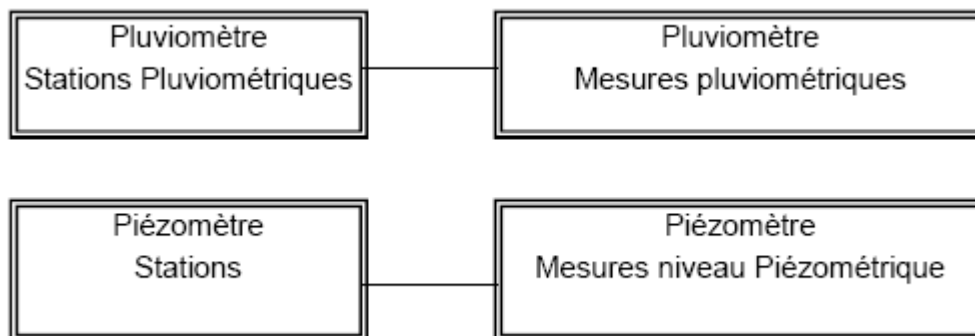 Pluviomètre
Stations Pluviométriques
Pluviomètre
Mesures pluviométriques
Piézomètre
Stations
Piézomètre
Mesures niveau Piézométrique